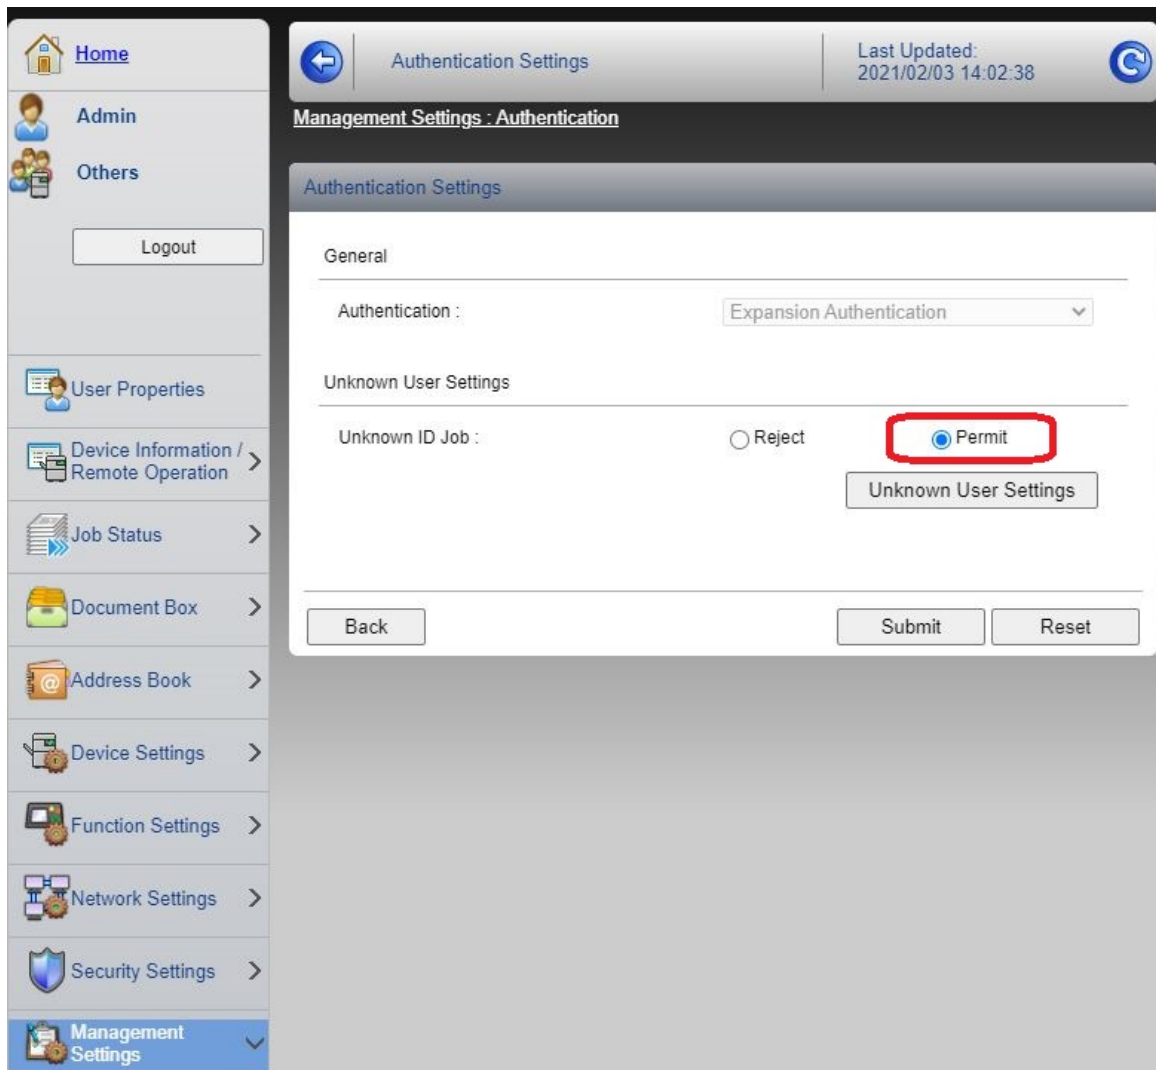 Home
Admin
Others
Logout
User Properties
Device Information /
Remote Operation
Job Status
Document Box
Address Book
Device Settings
Function Settings
Network Settings
Security Settings
Management
Settings
Authentication Settings
Last Updated:
2021/02/03 14:02:38
Management Settings : Authentication
Authentication Settings
General
Authentication :
Expansion Authentication
Unknown User Settings
Unknown ID Job :
Reject
Permit
Unknown User Settings
Back
Submit
Reset